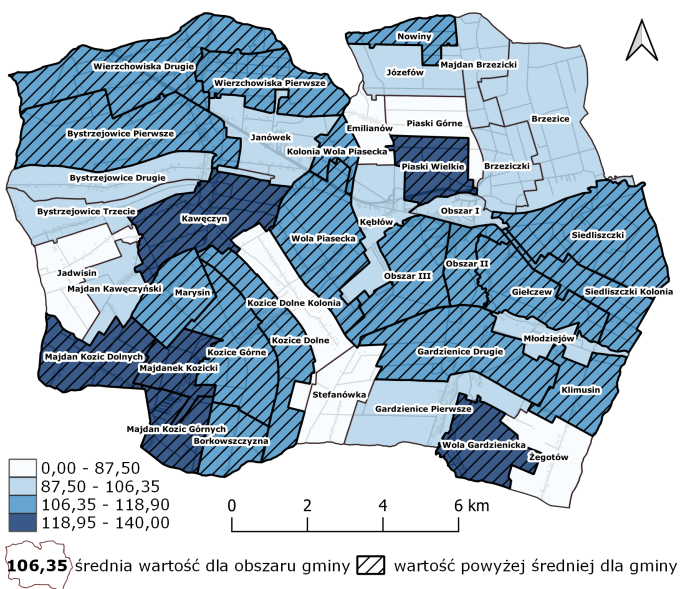 Nowiny
Wierzchowiska Drugie
Majdan Brzezicki
Józefów
Wierzchowiska Pierwsze
Brzezice
Emilianów
Piaski Górne
Bystrzejowice Pierwsze
Janówek
Kolonia Wola Piasecka
Piaski Wielkie
Brzeziczki
Bystrzejowice Drugie
Bystrzejowice Trzecie
Kawęczyn
Kębłów
Obszar I
Wola Piasecka
Siedliszczki
Jadwisin
Obszar II
Obszar III
Majdan Kawęczyński
Marysin
Giełczew
Siedliszczki Kolonia
Kozice Dolne Kolonia
Kozice Dolne
Młodziejów
Majdan Kozic Dolnych
Kozice Górne
Gardzienice Drugie
Majdanek Kozicki
Stefanówka
Klimusin
Gardzienice Pierwsze
Majdan Kozic Górnych
Borkowszczyzna
Wola Gardzienicka
Żegotów
0,00 - 87,50
87,50 - 106,35
106,35 - 118,90
118,95 - 140,00
0 2 4 6 km
106,35 średnia wartość dla obszaru gminy wartość powyżej średniej dla gminy